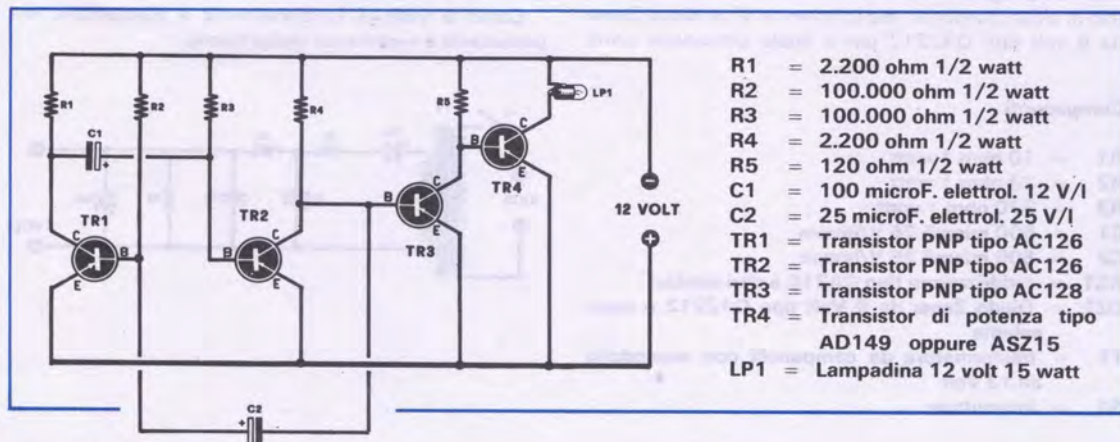 R1
R2
R3
R4
R5
LP1
C1
C
C
C
C
C
B
B
B
B
TR4
TR1
TR2
TR3
E
E
E
E
12 VOLT
C2
R1 = 2.200 ohm 1/2 watt
R2 = 100.000 ohm 1/2 watt
R3 = 100.000 ohm 1/2 watt
R4 = 2.200 ohm 1/2 watt
R5 = 120 ohm 1/2 watt
C1 = 100 microF. elettrol. 12 V/l
C2 = 25 microF. elettrol. 25 V/l
TR1 = Transistor PNP tipo AC126
TR2 = Transistor PNP tipo AC126
TR3 = Transistor PNP tipo AC128
TR4 = Transistor di potenza tipo
AD149 oppure ASZ15
LP1 = Lampadina 12 volt 15 watt